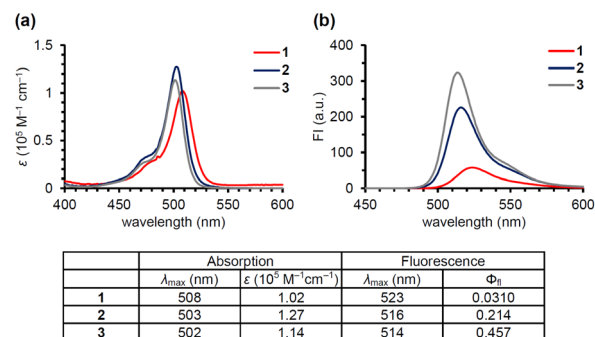 (a)
1.5
1
0.5
0
400 450 500 550 600
ε (10⁵ M⁻¹ cm⁻¹)
wavelength (nm)
1
2
3
(b)
400
300
200
100
0
450 500 550 600
FI (a.u.)
wavelength (nm)
1
2
3
Absorption Fluorescence
λmax (nm) ε (10⁵ M⁻¹cm⁻¹) λmax (nm) Φfl
1 508 1.02 523 0.0310
2 503 1.27 516 0.214
3 502 1.14 514 0.457